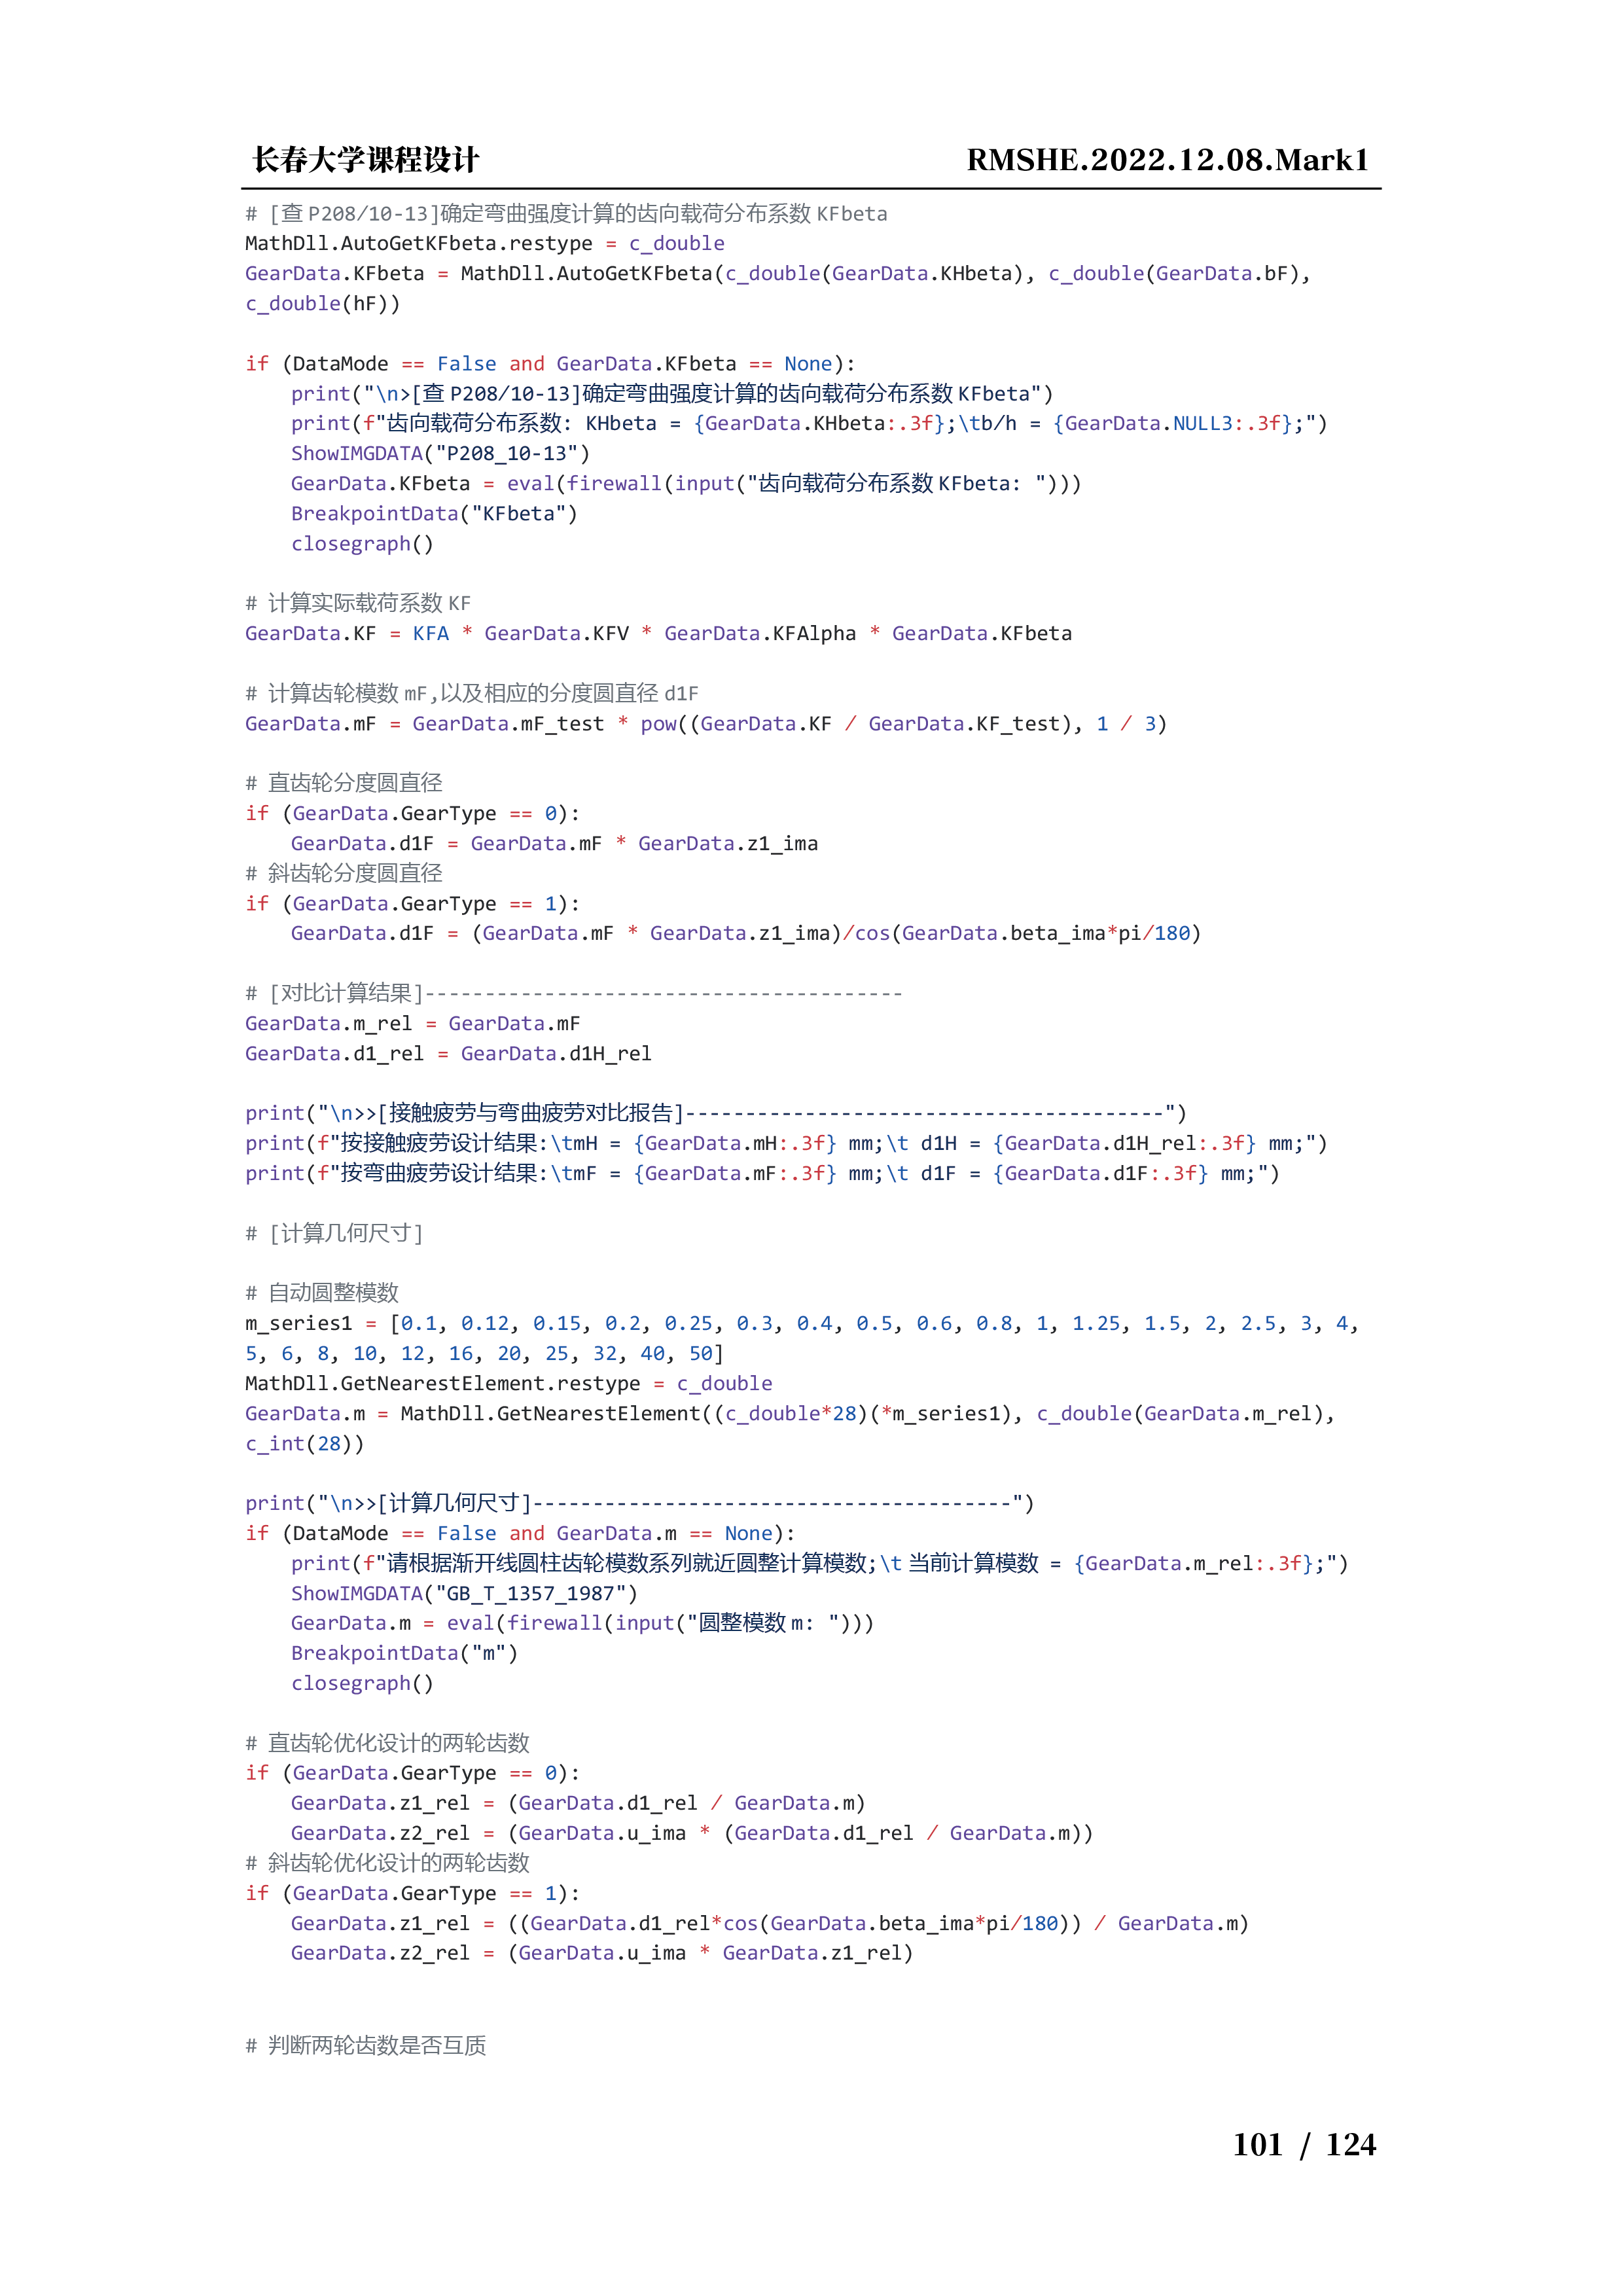 长春大学课程设计
RMSHE.2022.12.08.Mark1
# [查 P208/10-13]确定弯曲强度计算的齿向载荷分布系数 KFbeta
MathDll.AutoGetKFbeta.restype = c_double
GearData.KFbeta = MathDll.AutoGetKFbeta(c_double(GearData.KHbeta), c_double(GearData.bF),
c_double(hF))
if (DataMode == False and GearData.KFbeta == None):
    print("\n>[查 P208/10-13]确定弯曲强度计算的齿向载荷分布系数 KFbeta")
    print(f"齿向载荷分布系数: KHbeta = {GearData.KHbeta:.3f};\tb/h = {GearData.NULL3:.3f};")
    ShowIMGDATA("P208_10-13")
    GearData.KFbeta = eval(firewall(input("齿向载荷分布系数 KFbeta: ")))
    BreakpointData("KFbeta")
    closegraph()
# 计算实际载荷系数 KF
GearData.KF = KFA * GearData.KFV * GearData.KFAlpha * GearData.KFbeta
# 计算齿轮模数 mF,以及相应的分度圆直径 d1F
GearData.mF = GearData.mF_test * pow((GearData.KF / GearData.KF_test), 1 / 3)
# 直齿轮分度圆直径
if (GearData.GearType == 0):
    GearData.d1F = GearData.mF * GearData.z1_ima
# 斜齿轮分度圆直径
if (GearData.GearType == 1):
    GearData.d1F = (GearData.mF * GearData.z1_ima)/cos(GearData.beta_ima*pi/180)
# [对比计算结果]----------------------------------------
GearData.m_rel = GearData.mF
GearData.d1_rel = GearData.d1H_rel
print("\n>>[接触疲劳与弯曲疲劳对比报告]----------------------------------------")
print(f"按接触疲劳设计结果:\tmH = {GearData.mH:.3f} mm;\t d1H = {GearData.d1H_rel:.3f} mm;")
print(f"按弯曲疲劳设计结果:\tmF = {GearData.mF:.3f} mm;\t d1F = {GearData.d1F:.3f} mm;")
# [计算几何尺寸]
# 自动圆整模数
m_series1 = [0.1, 0.12, 0.15, 0.2, 0.25, 0.3, 0.4, 0.5, 0.6, 0.8, 1, 1.25, 1.5, 2, 2.5, 3, 4,
5, 6, 8, 10, 12, 16, 20, 25, 32, 40, 50]
MathDll.GetNearestElement.restype = c_double
GearData.m = MathDll.GetNearestElement((c_double*28)(*m_series1), c_double(GearData.m_rel),
c_int(28))
print("\n>>[计算几何尺寸]----------------------------------------")
if (DataMode == False and GearData.m == None):
    print(f"请根据渐开线圆柱齿轮模数系列就近圆整计算模数;\t 当前计算模数 = {GearData.m_rel:.3f};")
    ShowIMGDATA("GB_T_1357_1987")
    GearData.m = eval(firewall(input("圆整模数 m: ")))
    BreakpointData("m")
    closegraph()
# 直齿轮优化设计的两轮齿数
if (GearData.GearType == 0):
    GearData.z1_rel = (GearData.d1_rel / GearData.m)
    GearData.z2_rel = (GearData.u_ima * (GearData.d1_rel / GearData.m))
# 斜齿轮优化设计的两轮齿数
if (GearData.GearType == 1):
    GearData.z1_rel = ((GearData.d1_rel*cos(GearData.beta_ima*pi/180)) / GearData.m)
    GearData.z2_rel = (GearData.u_ima * GearData.z1_rel)
# 判断两轮齿数是否互质
101 / 124